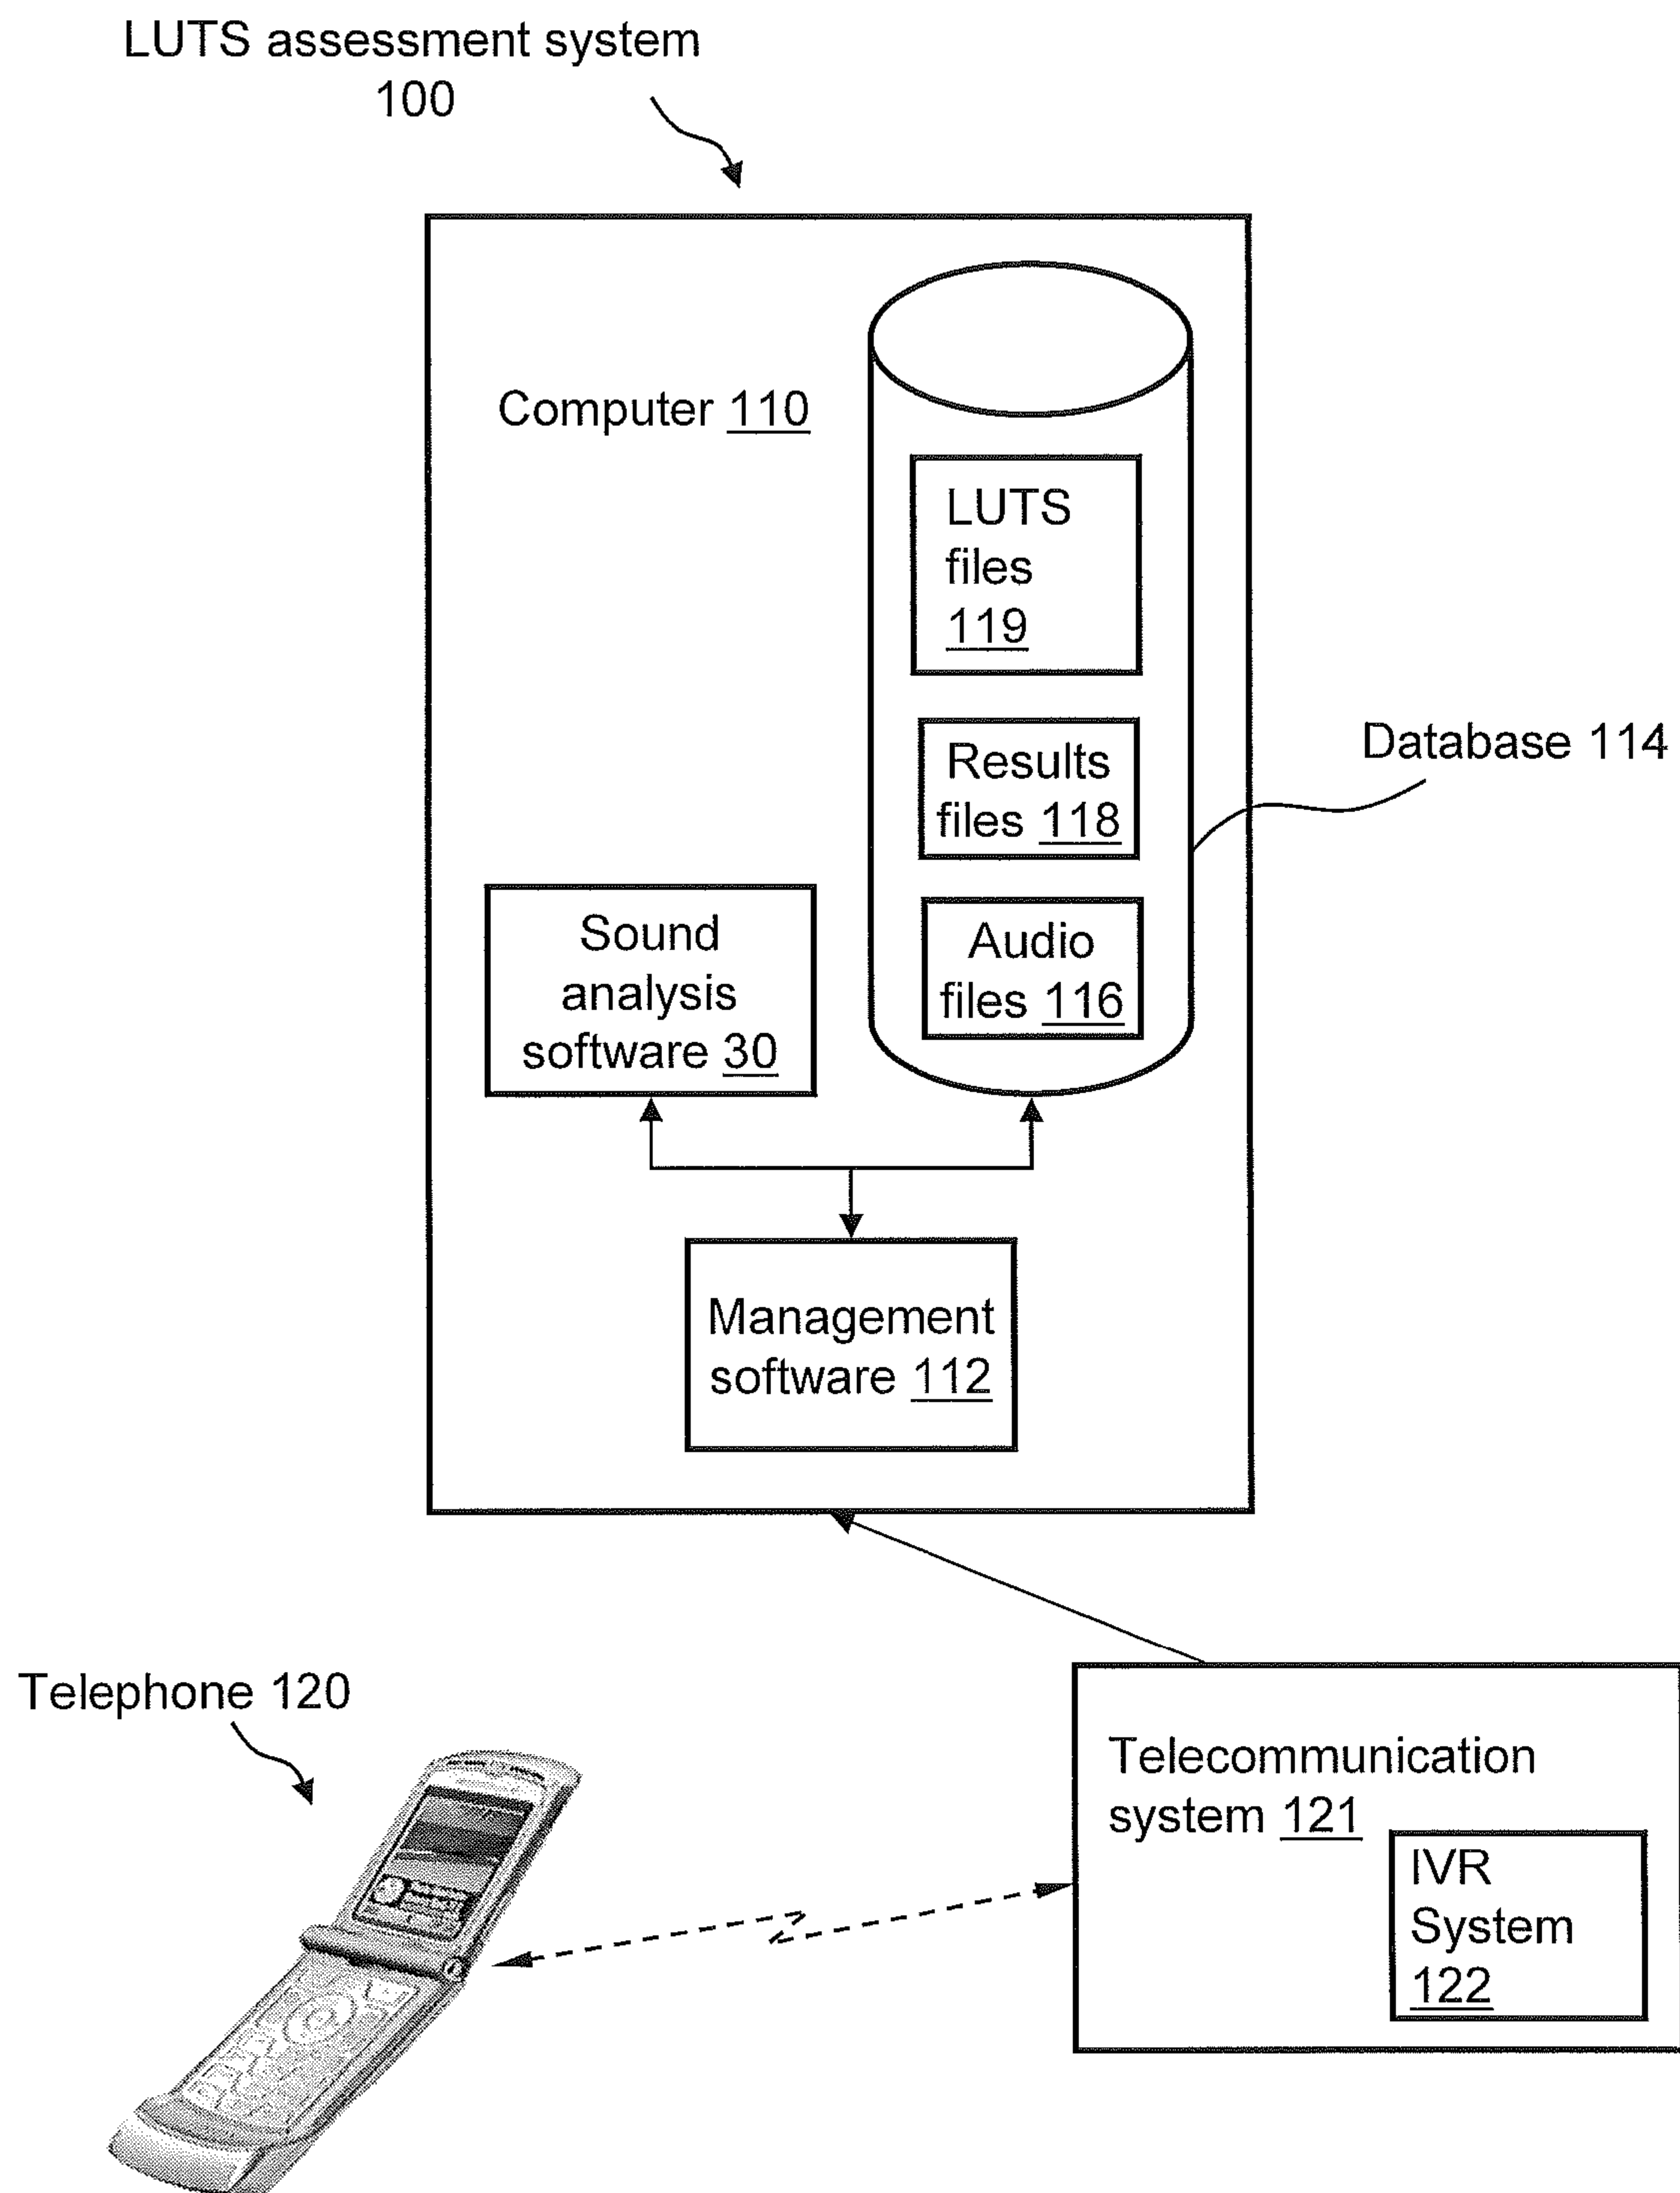 LUTS assessment system
100
Computer 110
LUTS
files
119
Results
files 118
Database 114
Audio
files 116
Sound
analysis
software 30
Management
software 112
Telephone 120
Telecommunication
system 121
IVR
System
122